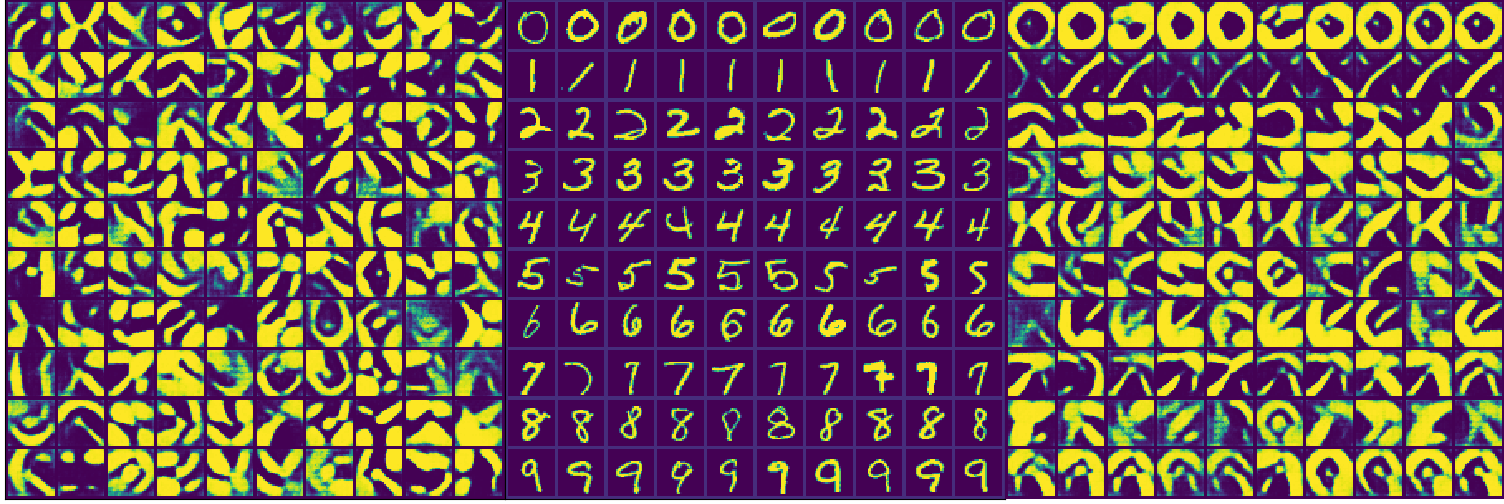 0 0 0 0 0 0 0 0 0 0
1 1 1 1 1 1 1 1 1 1
2 2 2 2 2 2 2 2 2 2
3 3 3 3 3 3 3 3 3 3
4 4 4 4 4 4 4 4 4 4
5 5 5 5 5 5 5 5 5 5
6 6 6 6 6 6 6 6 6 6
7 7 7 7 7 7 7 7 7 7
8 8 8 8 8 8 8 8 8 8
9 9 9 9 9 9 9 9 9 9